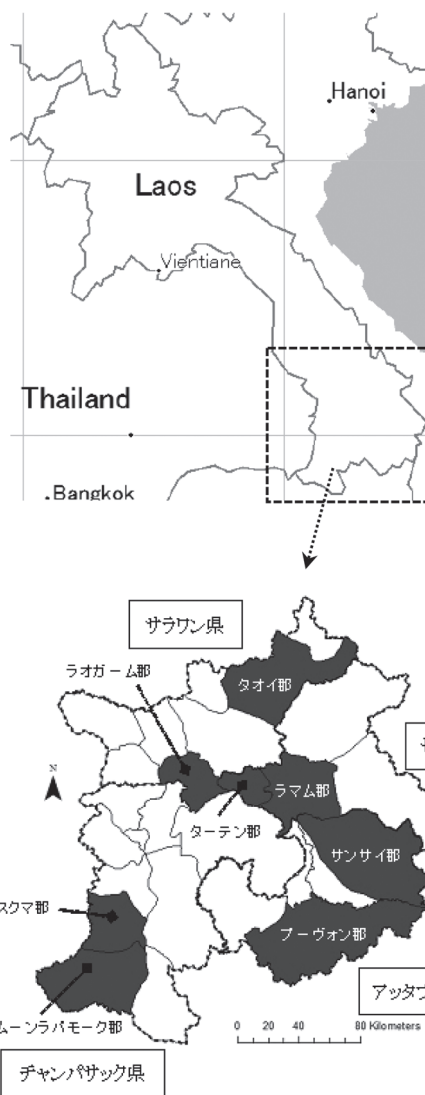 Hanoi
Laos
Vientiane
Thailand
Bangkok
サラワン県
ラオガーム郡
タオイ郡
N
ラマム郡
ターテン郡
サンサイ郡
スクマ郡
プーヴォン郡
アッタ
ムーンラパモーク郡
0 20 40 80 Kilometers
チャンパサック県